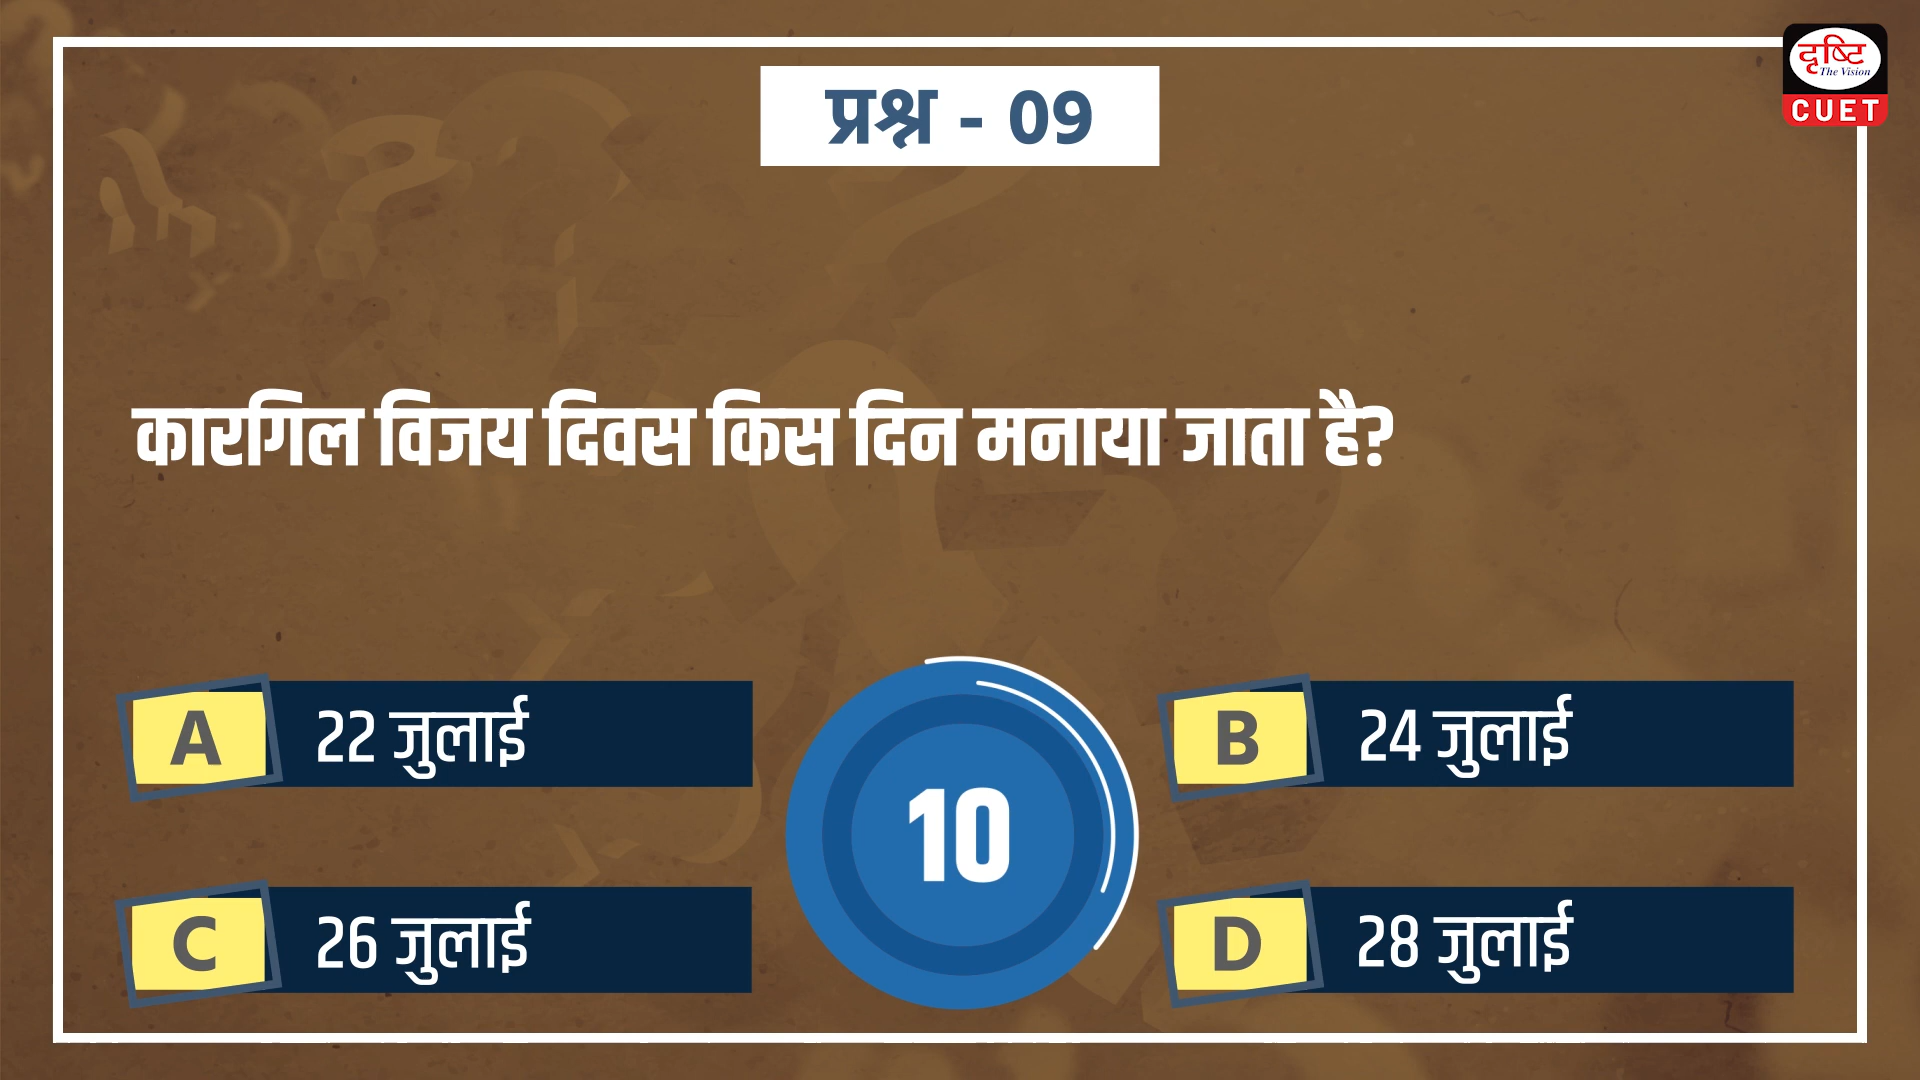 दृष्टि
The Vision
CUET
प्रश्न - 09
कारगिल विजय दिवस किस दिन मनाया जाता है?
A 22 जुलाई
B 24 जुलाई
10
C 26 जुलाई
D 28 जुलाई